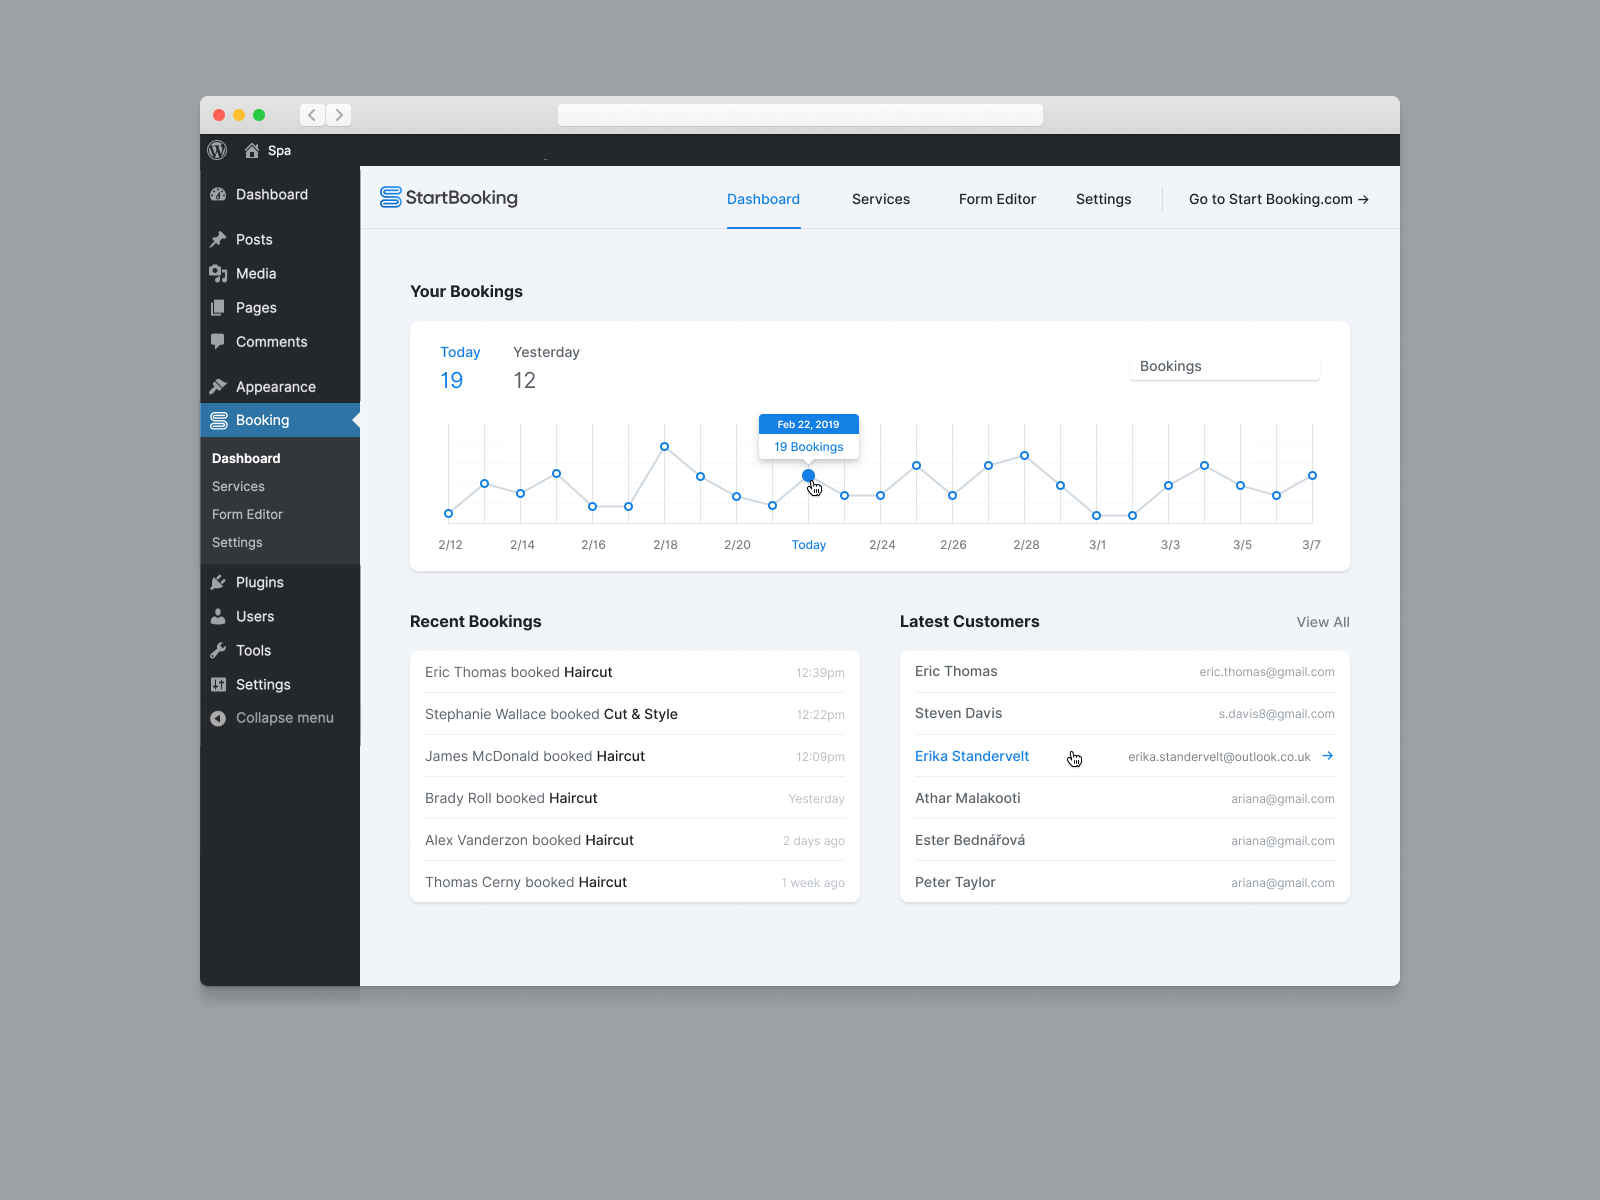 Spa
Dashboard
Posts
Media
Pages
Comments
Appearance
Booking
Dashboard
Services
Form Editor
Settings
Plugins
Users
Tools
Settings
Collapse menu
StartBooking
Dashboard Services Form Editor Settings Go to Start Booking.com →
Your Bookings
Today Yesterday
19 12
Bookings
Feb 22, 2019
19 Bookings
2/12 2/14 2/16 2/18 2/20 Today 2/24 2/26 2/28 3/1 3/3 3/5 3/7
Recent Bookings
Eric Thomas booked Haircut 12:39pm
Stephanie Wallace booked Cut & Style 12:22pm
James McDonald booked Haircut 12:09pm
Brady Roll booked Haircut Yesterday
Alex Vanderzon booked Haircut 2 days ago
Thomas Cerny booked Haircut 1 week ago
Latest Customers View All
Eric Thomas eric.thomas@gmail.com
Steven Davis s.davis8@gmail.com
Erika Standervelt erika.standervelt@outlook.co.uk →
Athar Malakooti ariana@gmail.com
Ester Bednářová ariana@gmail.com
Peter Taylor ariana@gmail.com